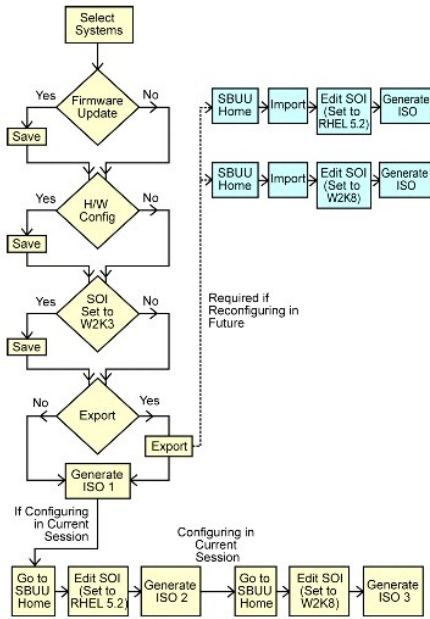 Select
Systems
Yes
No
Firmware
Update
Save
Yes
No
H/W
Config
Save
Yes
No
SOI
Set to
W2K3
Save
No
Yes
Export
Export
Generate
ISO 1
SBUU
Home
Import
Edit SOI
(Set to
RHEL 5.2)
Generate
ISO
SBUU
Home
Import
Edit SOI
(Set to
W2K8)
Generate
ISO
Required if
Reconfiguring in
Future
If Configuring
in Current
Session
Configuring in
Current
Session
Go to
SBUU
Home
Edit SOI
(Set to
RHEL 5.2)
Generate
ISO 2
Go to
SBUU
Home
Edit SOI
(Set to
W2K8)
Generate
ISO 3